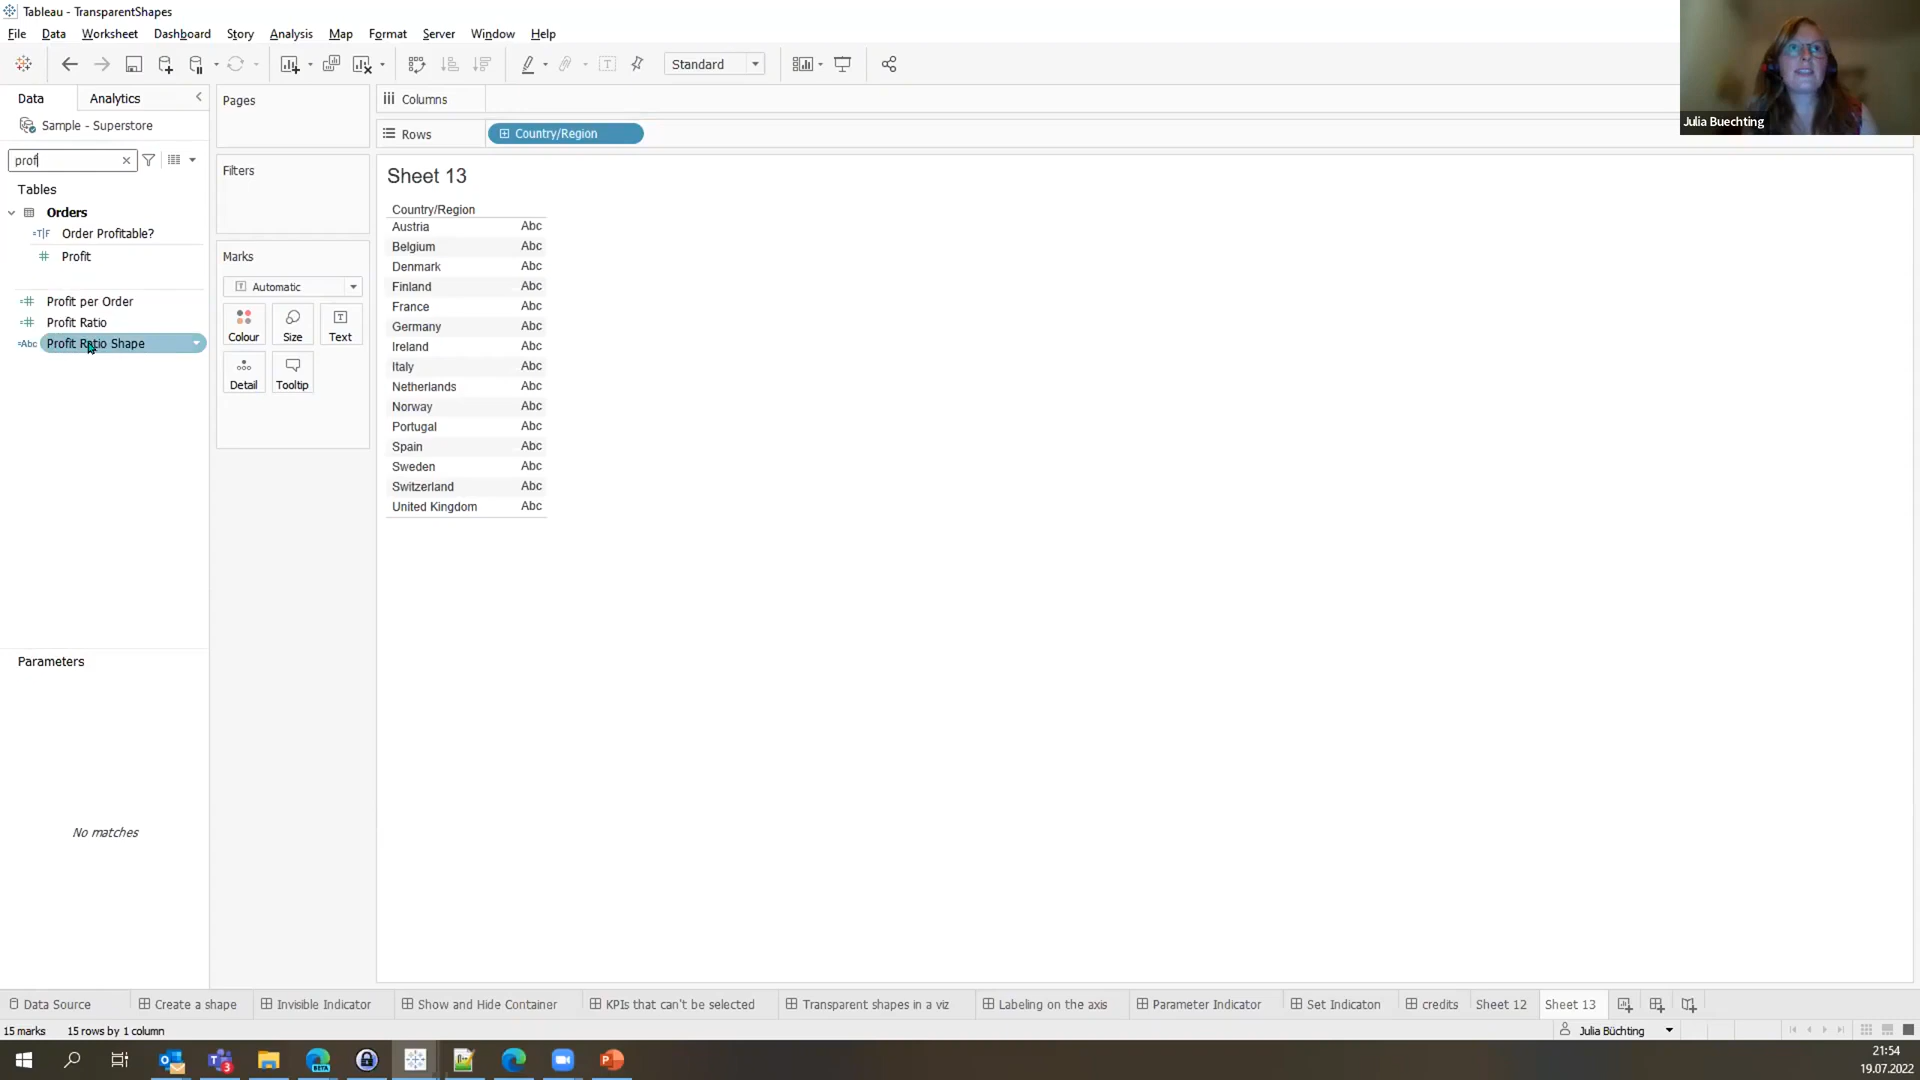 Tableau - TransparentShapes
File Data Worksheet Dashboard Story Analysis Map Format Server Window Help
Standard
Julia Buechting
Data Analytics
Sample - Superstore
prof
Tables
Orders
=T|F Order Profitable?
Profit
Profit per Order
Profit Ratio
=Abc Profit Ratio Shape
Parameters
No matches
Pages
Filters
Marks
Automatic
Colour Size Text
Detail Tooltip
Columns
Rows Country/Region
Sheet 13
Country/Region
Austria Abc
Belgium Abc
Denmark Abc
Finland Abc
France Abc
Germany Abc
Ireland Abc
Italy Abc
Netherlands Abc
Norway Abc
Portugal Abc
Spain Abc
Sweden Abc
Switzerland Abc
United Kingdom Abc
Data Source Create a shape Invisible Indicator Show and Hide Container KPIs that can't be selected Transparent shapes in a viz Labeling on the axis Parameter Indicator Set Indicaton credits Sheet 12 Sheet 13
15 marks 15 rows by 1 column Julia Büchting
BETA
3
21:54
19.07.2022